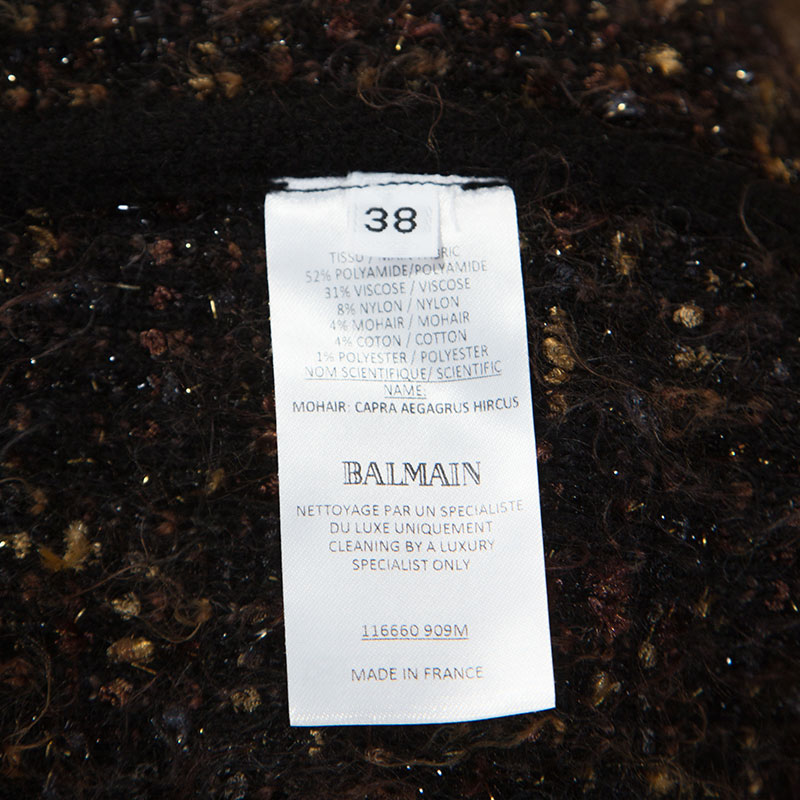 38
TISSU / RIC
52% POLYAMIDE/POLYAMIDE
31% VISCOSE / VISCOSE
8% NYLON / NYLON
4% MOHAIR / MOHAIR
4% COTON / COTTON
1% POLYESTER / POLYESTER
NOM SCIENTIFIQUE/ SCIENTIFIC
NAME:
MOHAIR: CAPRA AEGAGRUS HIRCUS
BALMAIN
NETTOYAGE PAR UN SPECIALISTE
DU LUXE UNIQUEMENT
CLEANING BY A LUXURY
SPECIALIST ONLY
116660 909M
MADE IN FRANCE